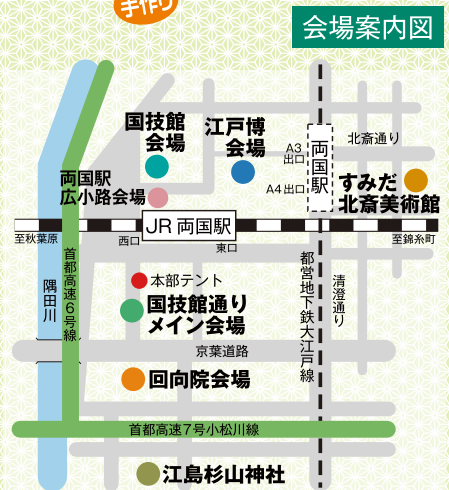 手作り
会場案内図
国技館
会場
江戸博
会場
A3
出口
A4出口
両国駅
北斎通り
すみだ
北斎美術館
両国駅
広小路会場
JR 両国駅
至秋葉原
西口
東口
至錦糸町
隅田川
首都高速6号線
本部テント
国技館通り
メイン会場
都営地下鉄大江戸線
清澄通り
京葉道路
回向院会場
首都高速7号小松川線
江島杉山神社